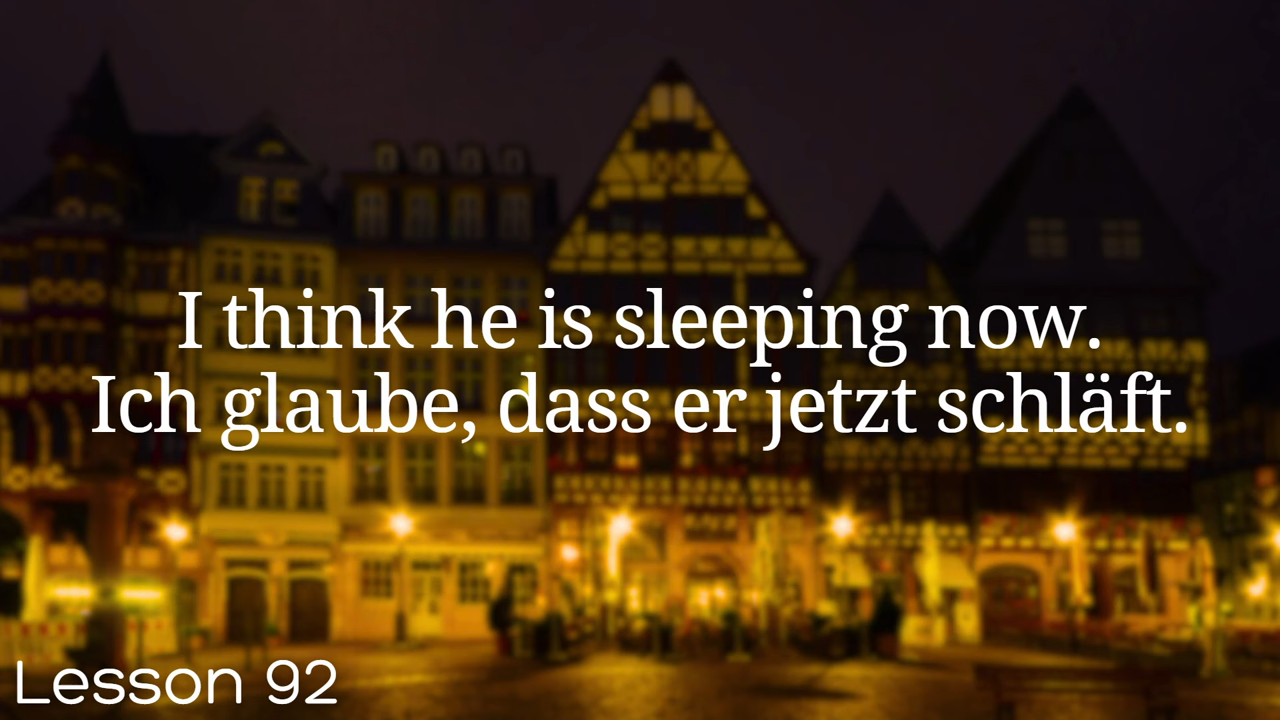 I think he is sleeping now.
Ich glaube, dass er jetzt schläft.
Lesson 92